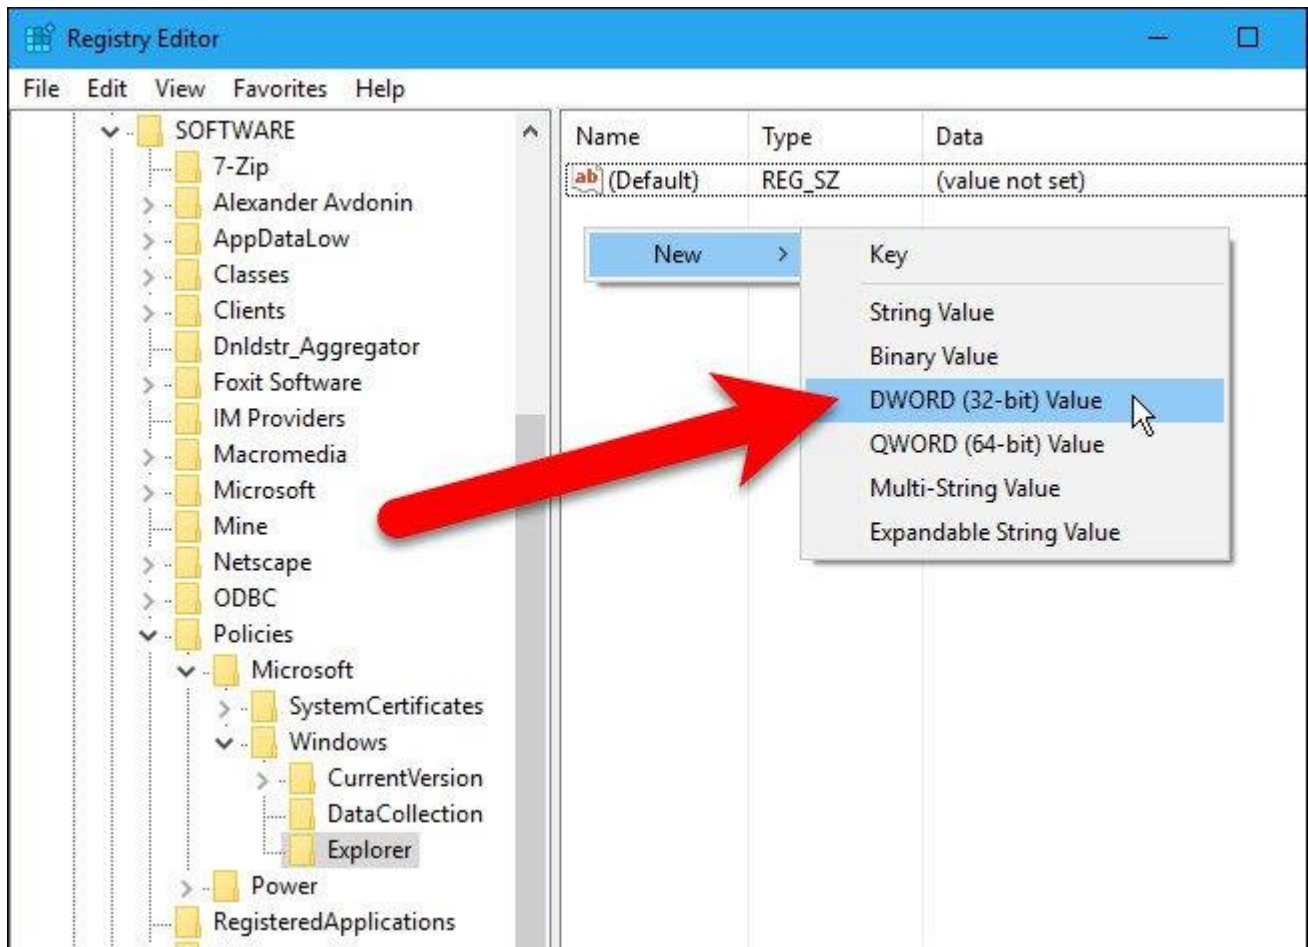 Registry Editor
File Edit View Favorites Help
SOFTWARE
7-Zip
Alexander Avdonin
AppDataLow
Classes
Clients
Dnldstr_Aggregator
Foxit Software
IM Providers
Macromedia
Microsoft
Mine
Netscape
ODBC
Policies
Microsoft
SystemCertificates
Windows
CurrentVersion
DataCollection
Explorer
Power
RegisteredApplications
Name Type Data
ab (Default) REG_SZ (value not set)
New
Key
String Value
Binary Value
DWORD (32-bit) Value
QWORD (64-bit) Value
Multi-String Value
Expandable String Value